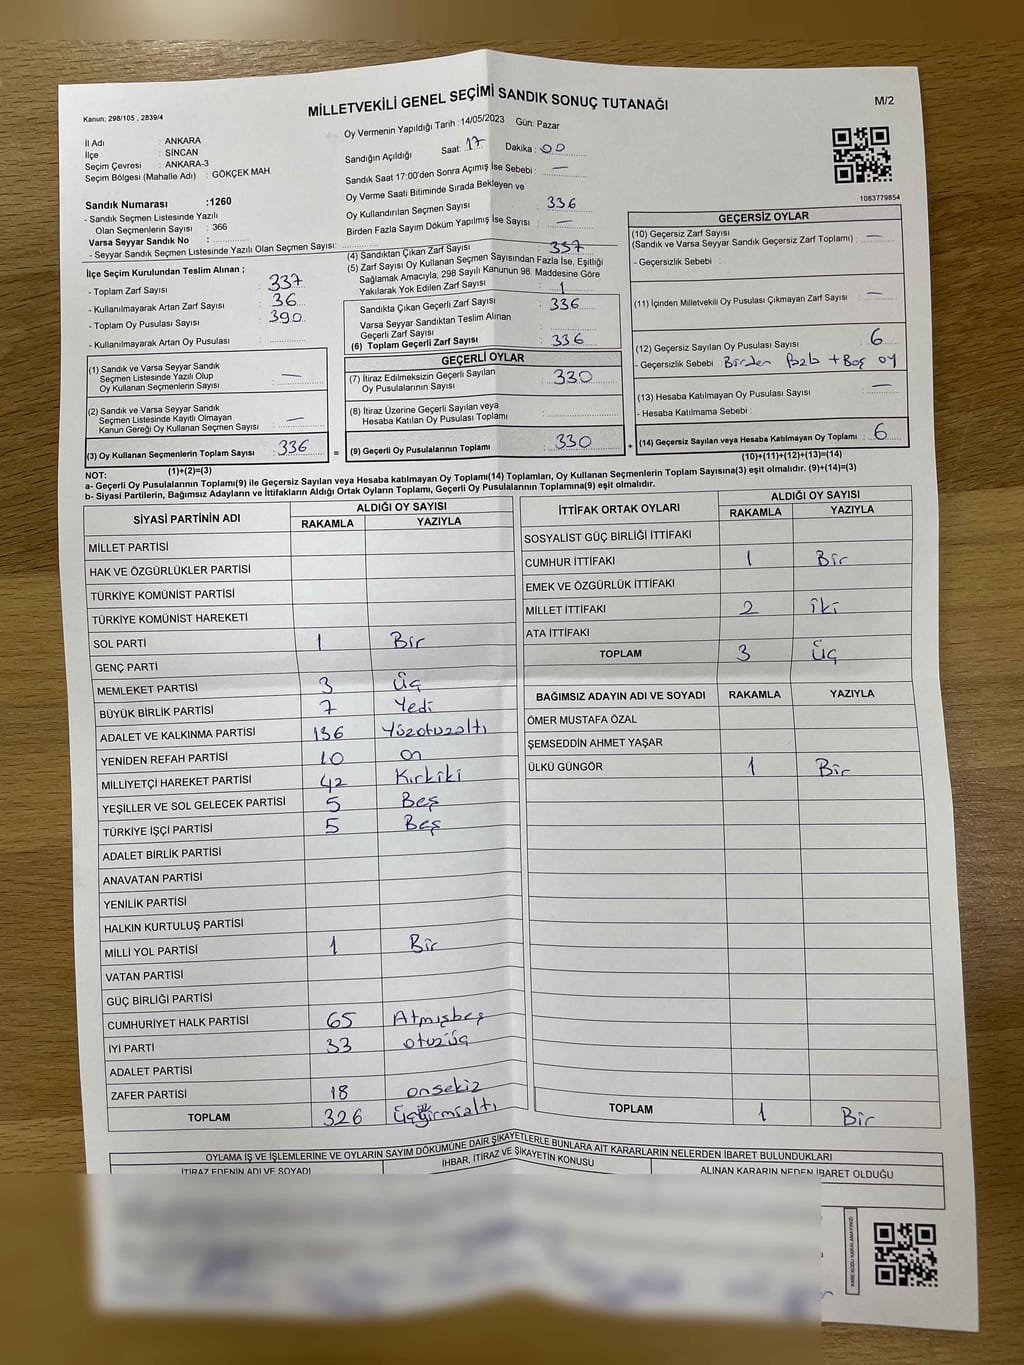 MİLLETVEKİLİ GENEL SEÇİMİ SANDIK SONUÇ TUTANAĞI
M/2
Kanun; 298/105 , 2839/4
İl Adı : ANKARA
İlçe : SİNCAN
Seçim Çevresi : ANKARA-3
Seçim Bölgesi (Mahalle Adı) : GÖKÇEK MAH.
Sandık Numarası :1260
- Sandık Seçmen Listesinde Yazılı
Olan Seçmenlerin Sayısı : 366
Varsa Seyyar Sandık No :
- Seyyar Sandık Seçmen Listesinde Yazılı Olan Seçmen Sayısı:
İlçe Seçim Kurulundan Teslim Alınan ;
- Toplam Zarf Sayısı : 337
- Kullanılmayarak Artan Zarf Sayısı : 36
- Toplam Oy Pusulası Sayısı : 390
- Kullanılmayarak Artan Oy Pusulası :
(1) Sandık ve Varsa Seyyar Sandık
Seçmen Listesinde Yazılı Olup
Oy Kullanan Seçmenlerin Sayısı : —
(2) Sandık ve Varsa Seyyar Sandık
Seçmen Listesinde Kayıtlı Olmayan
Kanun Gereği Oy Kullanan Seçmen Sayısı : —
(3) Oy Kullanan Seçmenlerin Toplam Sayısı : 336
(1)+(2)=(3)
Oy Vermenin Yapıldığı Tarih :14/05/2023 Gün: Pazar
Sandığın Açıldığı Saat: 17 Dakika : 00
Sandık Saat 17:00'den Sonra Açımış İse Sebebi : —
Oy Verme Saati Bitiminde Sırada Bekleyen ve
Oy Kullandırılan Seçmen Sayısı : 336
Birden Fazla Sayım Döküm Yapılmış İse Sayısı : —
(4) Sandıktan Çıkan Zarf Sayısı : 337
(5) Zarf Sayısı Oy Kullanan Seçmen Sayısından Fazla İse, Eşitliği
Sağlamak Amacıyla, 298 Sayılı Kanunun 98. Maddesine Göre
Yakılarak Yok Edilen Zarf Sayısı : 1
Sandıkta Çıkan Geçerli Zarf Sayısı : 336
Varsa Seyyar Sandıktan Teslim Alınan
Geçerli Zarf Sayısı :
(6) Toplam Geçerli Zarf Sayısı : 336
GEÇERLİ OYLAR
(7) İtiraz Edilmeksizin Geçerli Sayılan
Oy Pusulalarının Sayısı : 330
(8) İtiraz Üzerine Geçerli Sayılan veya
Hesaba Katılan Oy Pusulası Toplamı :
= (9) Geçerli Oy Pusulalarının Toplamı : 330
1083779854
GEÇERSİZ OYLAR
(10) Geçersiz Zarf Sayısı
(Sandık ve Varsa Seyyar Sandık Geçersiz Zarf Toplamı) : —
- Geçersizlik Sebebi :
(11) İçinden Milletvekili Oy Pusulası Çıkmayan Zarf Sayısı : —
(12) Geçersiz Sayılan Oy Pusulası Sayısı : 6
- Geçersizlik Sebebi : Birden + Boş oy
(13) Hesaba Katılmayan Oy Pusulası Sayısı : —
- Hesaba Katılmama Sebebi :
+ (14) Geçersiz Sayılan veya Hesaba Katılmayan Oy Toplamı : 6
(10)+(11)+(12)+(13)=(14)
NOT:
a- Geçerli Oy Pusulalarının Toplamı(9) ile Geçersiz Sayılan veya Hesaba katılmayan Oy Toplamı(14) Toplamları, Oy Kullanan Seçmenlerin Toplam Sayısına(3) eşit olmalıdır. (9)+(14)=(3)
b- Siyasi Partilerin, Bağımsız Adayların ve İttifakların Aldığı Ortak Oyların Toplamı, Geçerli Oy Pusulalarının Toplamına(9) eşit olmalıdır.
SİYASİ PARTİNİN ADI ALDIĞI OY SAYISI
RAKAMLA YAZIYLA
MİLLET PARTİSİ
HAK VE ÖZGÜRLÜKLER PARTİSİ
TÜRKİYE KOMÜNİST PARTİSİ
TÜRKİYE KOMÜNİST HAREKETİ
SOL PARTİ 1 Bir
GENÇ PARTİ
MEMLEKET PARTİSİ 3 Üç
BÜYÜK BİRLİK PARTİSİ 7 Yedi
ADALET VE KALKINMA PARTİSİ 136 Yüzotuzaltı
YENİDEN REFAH PARTİSİ 10 on
MİLLİYETÇİ HAREKET PARTİSİ 42 Kırkiki
YEŞİLLER VE SOL GELECEK PARTİSİ 5 Beş
TÜRKİYE İŞÇİ PARTİSİ 5 Beş
ADALET BİRLİK PARTİSİ
ANAVATAN PARTİSİ
YENİLİK PARTİSİ
HALKIN KURTULUŞ PARTİSİ
MİLLİ YOL PARTİSİ 1 Bir
VATAN PARTİSİ
GÜÇ BİRLİĞİ PARTİSİ
CUMHURİYET HALK PARTİSİ 65 Atmışbeş
İYİ PARTİ 33 otuzüç
ADALET PARTİSİ
ZAFER PARTİSİ 18 onsekiz
TOPLAM 326
İTTİFAK ORTAK OYLARI ALDIĞI OY SAYISI
RAKAMLA YAZIYLA
SOSYALİST GÜÇ BİRLİĞİ İTTİFAKI
CUMHUR İTTİFAKI 1 Bir
EMEK VE ÖZGÜRLÜK İTTİFAKI
MİLLET İTTİFAKI 2 iki
ATA İTTİFAKI
TOPLAM 3 Üç
BAĞIMSIZ ADAYIN ADI VE SOYADI RAKAMLA YAZIYLA
ÖMER MUSTAFA ÖZAL
ŞEMSEDDİN AHMET YAŞAR
ÜLKÜ GÜNGÖR 1 Bir
TOPLAM 1 Bir
OYLAMA İŞ VE İŞLEMLERİNE VE OYLARIN SAYIM DÖKÜMÜNE DAİR ŞİKAYETLERLE BUNLARA AİT KARARLARIN NELERDEN İBARET BULUNDUKLARI
İTİRAZ EDENİN ADI VE SOYADI İHBAR, İTİRAZ VE ŞİKAYETİN KONUSU ALINAN KARARIN NEDEN İBARET OLDUĞU
KARE KODU KARALAMAYINIZ!